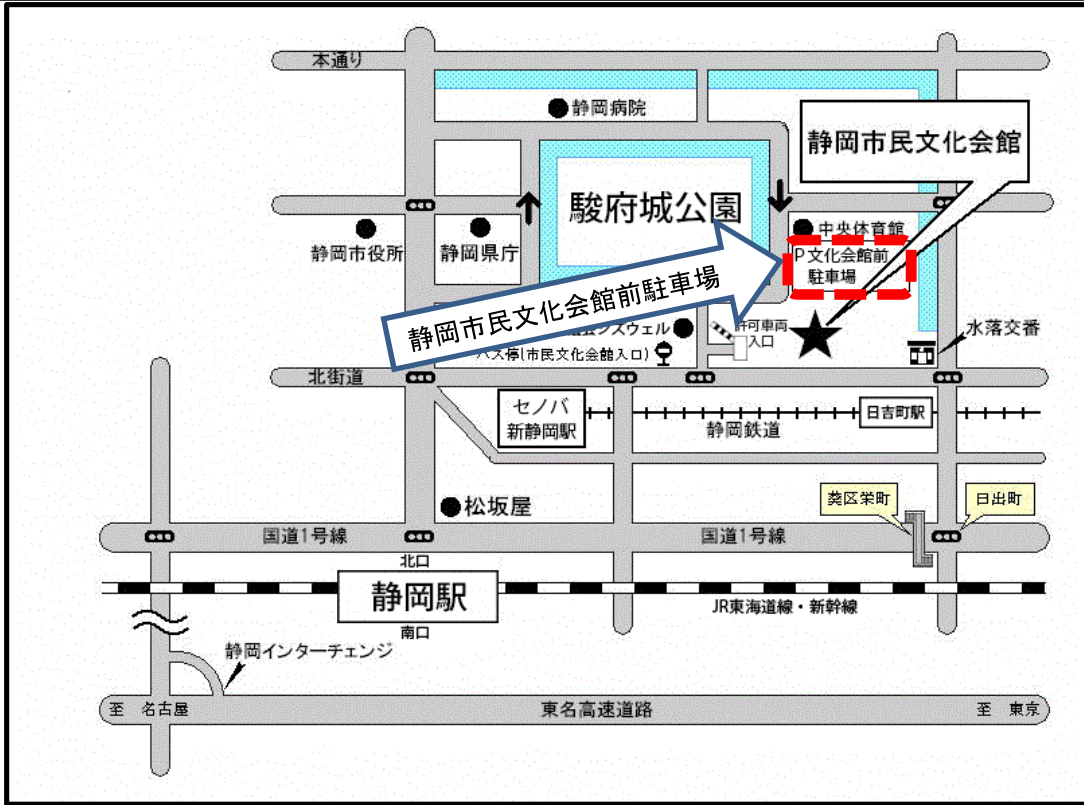 本通り
静岡病院
静岡市民文化会館
駿府城公園
中央体育館
P文化会館前
駐車場
静岡市役所
静岡県庁
静岡市民文化会館前駐車場
シズウェル
バス停(市民文化会館入口)
許可車両
入口
水落交番
北街道
セノバ
新静岡駅
日吉町駅
静岡鉄道
松坂屋
葵区栄町
日出町
国道1号線
国道1号線
北口
静岡駅
南口
JR東海道線・新幹線
静岡インターチェンジ
至 名古屋
東名高速道路
至 東京